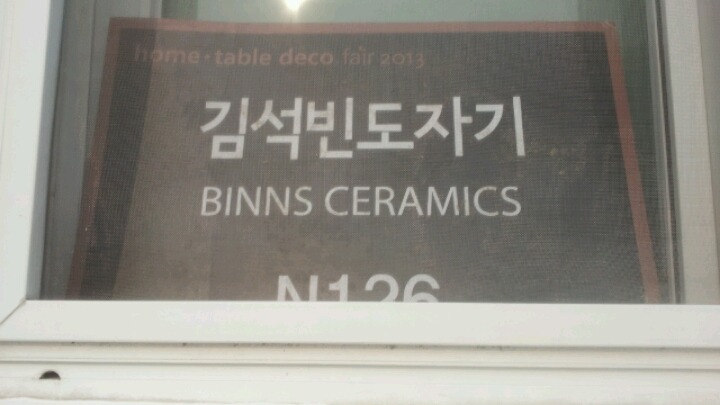 home·table deco.fair 2013
김석빈도자기
BINNS CERAMICS
N126